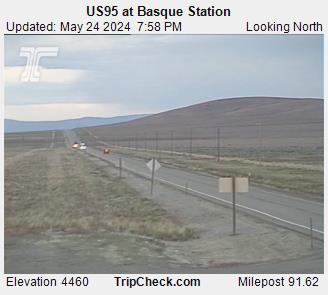 US95 at Basque Station
Updated: May 24 2024 7:58 PM Looking North
Elevation 4460 TripCheck.com Milepost 91.62